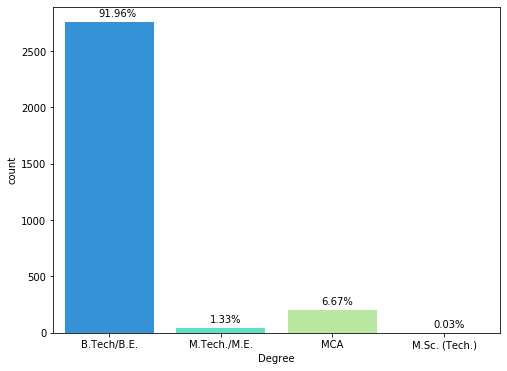 91.96%
2500
2000
1500
count
1000
500
1.33%
6.67%
0.03%
0
B.Tech/B.E.
M.Tech./M.E.
MCA
M.Sc. (Tech.)
Degree